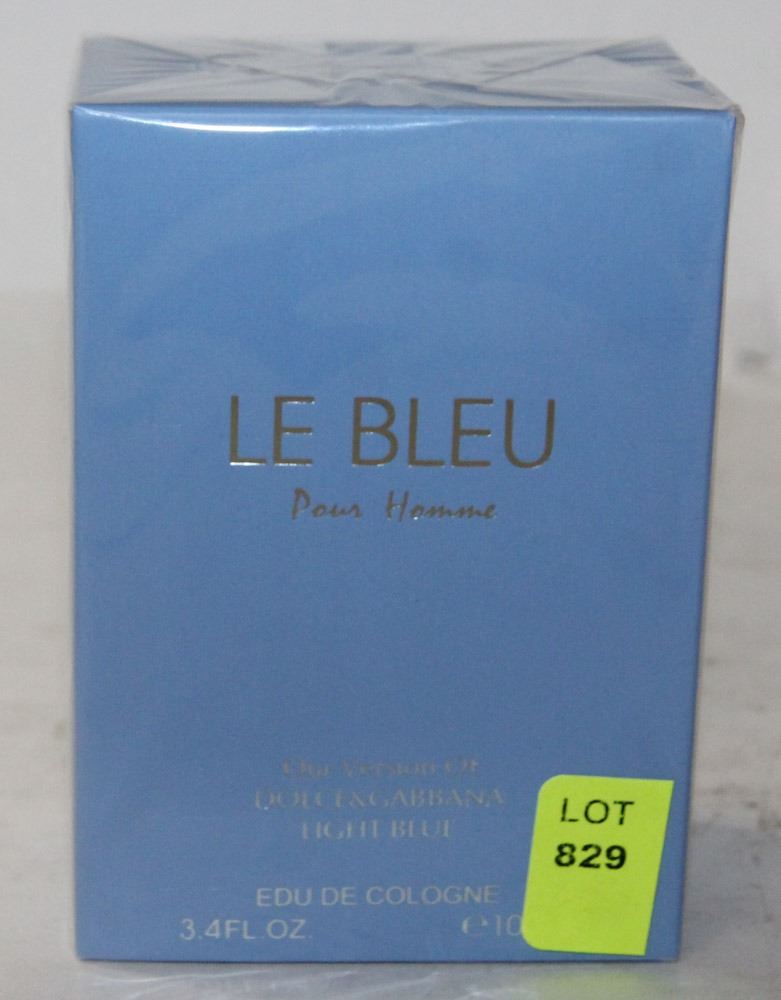 LE BLEU
Pour Homme
Our Version Of
DOLCE&GABBANA
LIGHT BLUE
EDU DE COLOGNE
3.4FL.OZ. e10
LOT
829